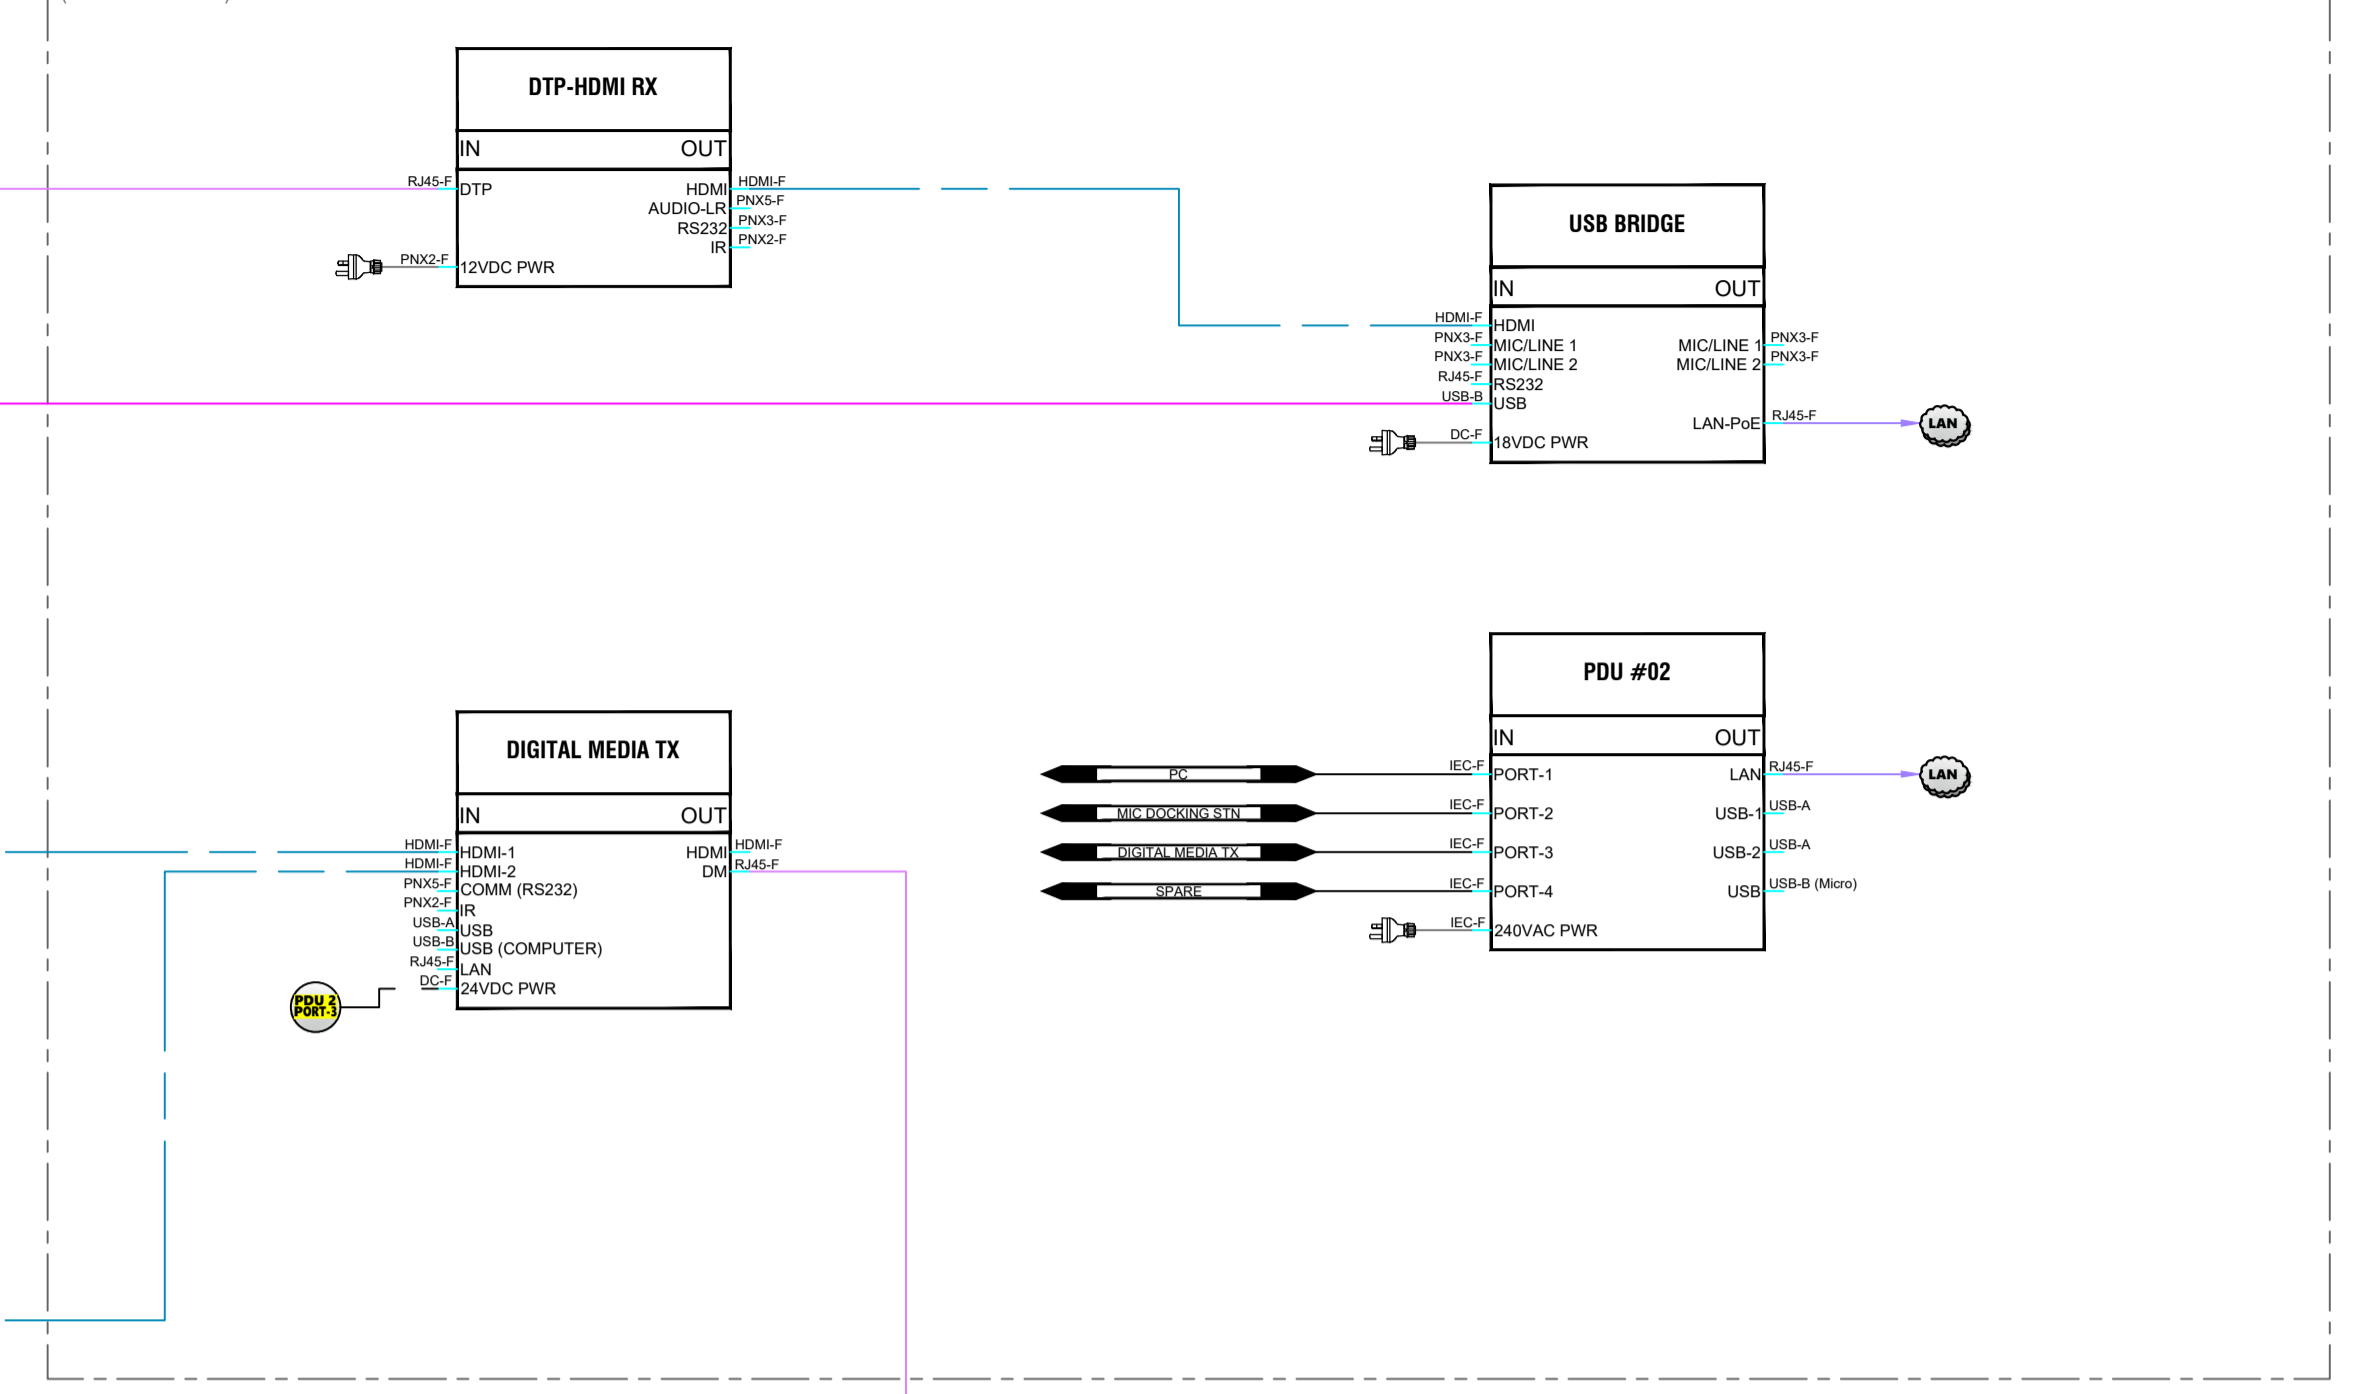 DTP-HDMI RX
IN OUT
RJ45-F DTP HDMI HDMI-F
AUDIO-LR PNX5-F
RS232 PNX3-F
IR PNX2-F
PNX2-F 12VDC PWR
USB BRIDGE
IN OUT
HDMI-F HDMI
PNX3-F MIC/LINE 1 MIC/LINE 1 PNX3-F
PNX3-F MIC/LINE 2 MIC/LINE 2 PNX3-F
RJ45-F RS232
USB-B USB
LAN-PoE RJ45-F LAN
DC-F 18VDC PWR
DIGITAL MEDIA TX
IN OUT
HDMI-F HDMI-1 HDMI HDMI-F
HDMI-F HDMI-2 DM RJ45-F
PNX5-F COMM (RS232)
PNX2-F IR
USB-A USB
USB-B USB (COMPUTER)
RJ45-F LAN
DC-F 24VDC PWR
PDU 2
PORT-3
PDU #02
IN OUT
PC IEC-F PORT-1 LAN RJ45-F LAN
MIC DOCKING STN IEC-F PORT-2 USB-1 USB-A
DIGITAL MEDIA TX IEC-F PORT-3 USB-2 USB-A
SPARE IEC-F PORT-4 USB USB-B (Micro)
IEC-F 240VAC PWR